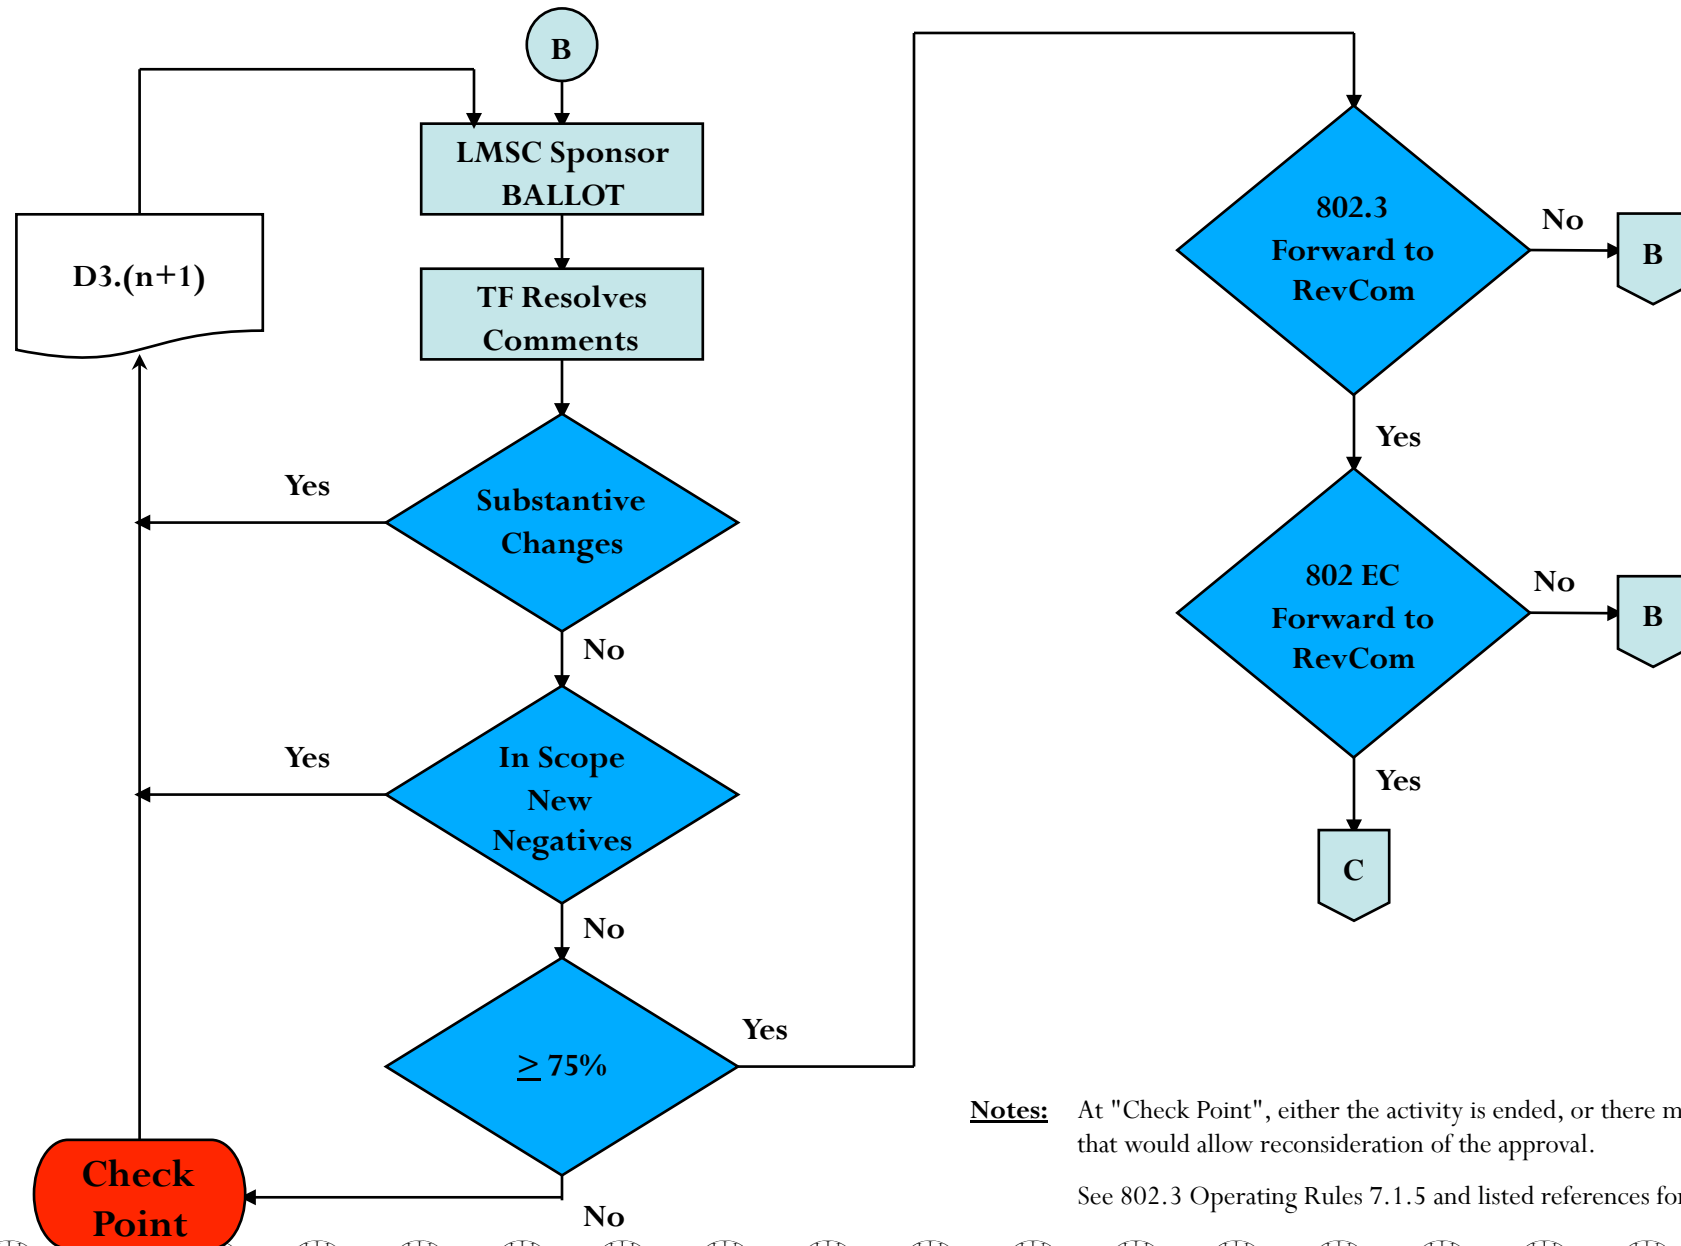 B
LMSC Sponsor
BALLOT
D3.(n+1)
TF Resolves
Comments
Substantive
Changes
Yes
No
In Scope
New
Negatives
Yes
No
≥ 75%
Yes
No
Check
Point
802.3
Forward to
RevCom
No
B
Yes
802 EC
Forward to
RevCom
No
B
Yes
C
Notes: At "Check Point", either the activity is ended, or there
that would allow reconsideration of the approval.
See 802.3 Operating Rules 7.1.5 and listed references for